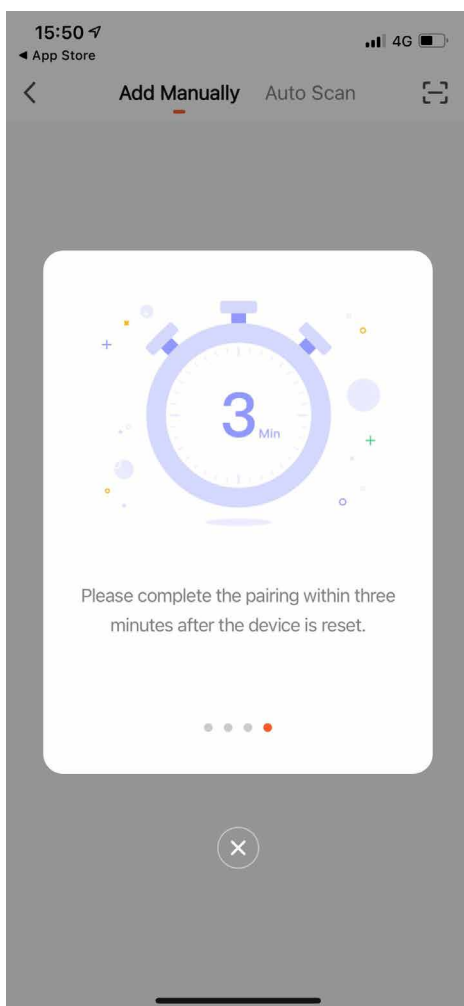 15:50
4G
◀ App Store
Add Manually Auto Scan
3 Min
Please complete the pairing within three
minutes after the device is reset.